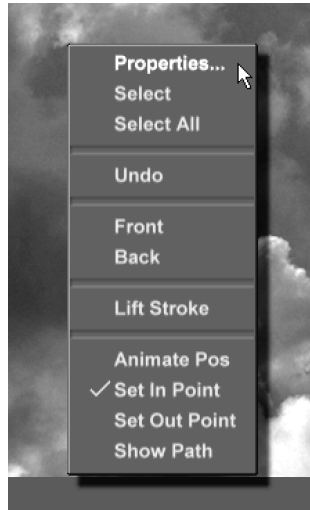 Properties...
Select
Select All
Undo
Front
Back
Lift Stroke
Animate Pos
Set In Point
Set Out Point
Show Path